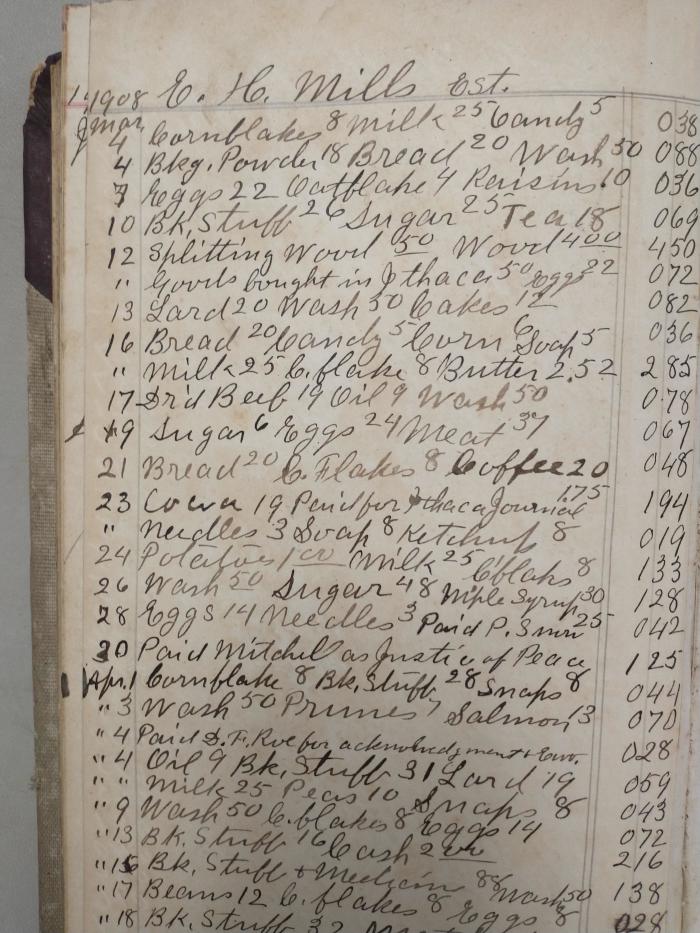 1908 E. H. Mills Est.
Mar
4 Cornflakes 8 Milk 25 Candy 5 038
4 Bkg. Powder 18 Bread 20 Wash 50 088
7 Eggs 22 Oatflake 4 Raisins 10 036
10 Bk. Stuff 26 Sugar 25 Tea 18 069
12 Splitting Wood 50 Wood 400 450
" Goods bought in Ithaca 50 Eggs 22 072
13 Lard 20 Wash 50 Cakes 12 082
16 Bread 20 Candy 5 Corn 6 Soap 5 036
" Milk 25 C. flake 8 Butter 2.52 285
17 Dr'd Beef 19 Oil 9 Wash 50 078
19 Sugar 6 Eggs 24 Meat 37 067
21 Bread 20 C. Flakes 8 Coffee 20 048
23 Cocoa 19 Paid for Ithaca Journal 175 194
" Needles 3 Soap 8 Ketchup 8 019
24 Potatoes 1 00 Milk 25 C flaks 8 133
26 Wash 50 Sugar 48 Mple Syrup 30 128
28 Eggs 14 Needles 3 Paid P. Snow 25 042
30 Paid Mitchell as Justice of Peace 125
Apr. 1 Cornflake 8 Bk. Stuff 28 Snaps 8 044
" 3 Wash 50 Prunes 7 Salmon 13 070
" 4 Paid D. F. Roe for acknowledgment + Env. 028
" 4 Oil 9 Bk. Stuff 31 Lard 19 059
" " Milk 25 Peas 10 Snaps 8 043
" 9 Wash 50 C. flakes 8 Eggs 14 072
" 13 Bk. Stuff 16 Cash 2 00 216
" 15 Bk. Stuff + Medicin 88 Wash 50 138
" 17 Beans 12 C. flakes 8 Eggs 8 028
" 18 Bk. Stuff 32